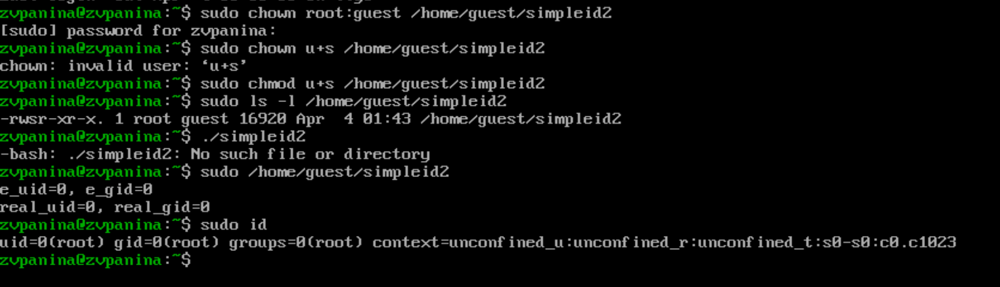 zvpanina@zvpanina:~$ sudo chown root:guest /home/guest/simpleid2
[sudo] password for zvpanina:
zvpanina@zvpanina:~$ sudo chown u+s /home/guest/simpleid2
chown: invalid user: ‘u+s’
zvpanina@zvpanina:~$ sudo chmod u+s /home/guest/simpleid2
zvpanina@zvpanina:~$ sudo ls -l /home/guest/simpleid2
-rwsr-xr-x. 1 root guest 16920 Apr  4 01:43 /home/guest/simpleid2
zvpanina@zvpanina:~$ ./simpleid2
-bash: ./simpleid2: No such file or directory
zvpanina@zvpanina:~$ sudo /home/guest/simpleid2
e_uid=0, e_gid=0
real_uid=0, real_gid=0
zvpanina@zvpanina:~$ sudo id
uid=0(root) gid=0(root) groups=0(root) context=unconfined_u:unconfined_r:unconfined_t:s0-s0:c0.c1023
zvpanina@zvpanina:~$